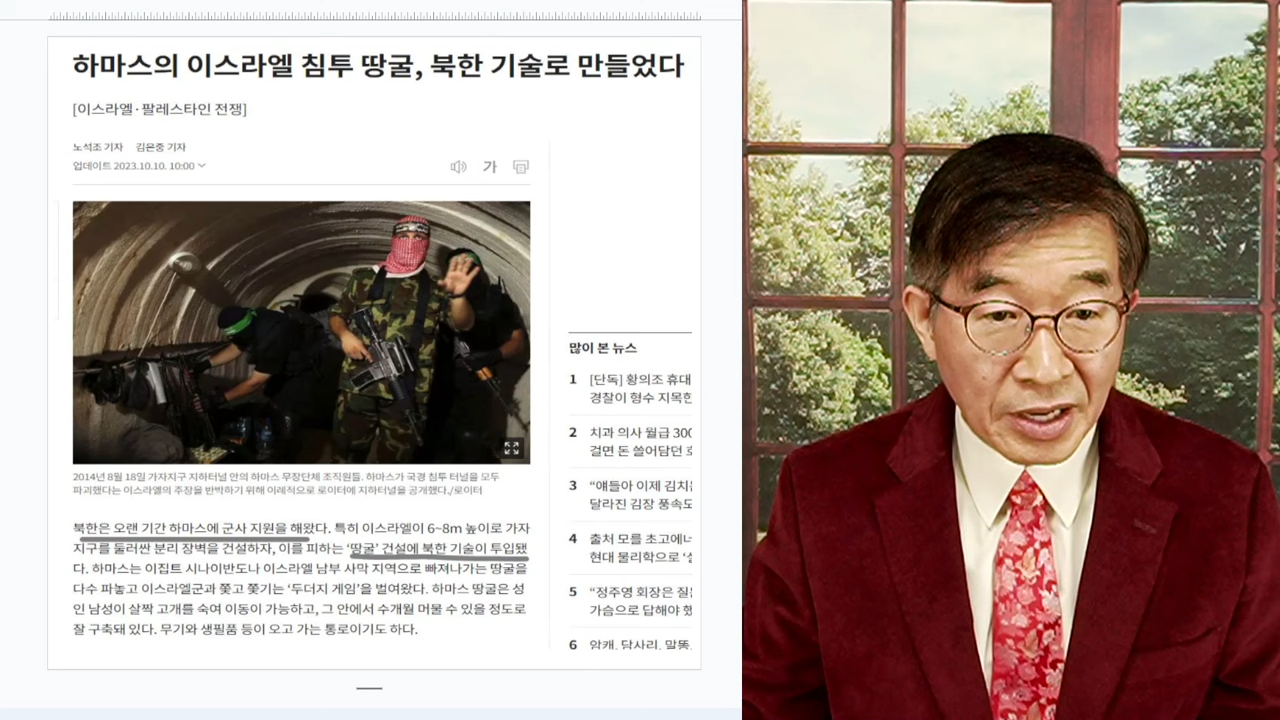 하마스의 이스라엘 침투 땅굴, 북한 기술로 만들었다
[이스라엘·팔레스타인 전쟁]
노석조 기자 김은중 기자
업데이트 2023.10.10. 10:00
가
2014년 8월 18일 가자지구 지하터널 안의 하마스 무장단체 조직원들. 하마스가 국경 침투 터널을 모두
파괴했다는 이스라엘의 주장을 반박하기 위해 이례적으로 로이터에 지하터널을 공개했다./로이터
북한은 오랜 기간 하마스에 군사 지원을 해왔다. 특히 이스라엘이 6~8m 높이로 가자
지구를 둘러싼 분리 장벽을 건설하자, 이를 피하는 ‘땅굴’ 건설에 북한 기술이 투입됐
다. 하마스는 이집트 시나이반도나 이스라엘 남부 사막 지역으로 빠져나가는 땅굴을
다수 파놓고 이스라엘군과 쫓고 쫓기는 ‘두더지 게임’을 벌여왔다. 하마스 땅굴은 성
인 남성이 살짝 고개를 숙여 이동이 가능하고, 그 안에서 수개월 머물 수 있을 정도로
잘 구축돼 있다. 무기와 생필품 등이 오고 가는 통로이기도 하다.
많이 본 뉴스
1 [단독] 황의조 휴대
경찰이 형수 지목한
2 치과 의사 월급 300
걸면 돈 쓸어담던
3 “얘들아 이제 김치는
달라진 김장 풍속도
4 출처 모를 초고에너
현대 물리학으로
5 “정주영 회장은 질문
가슴으로 답해야 했
6 암캐, 담사리, 말똥